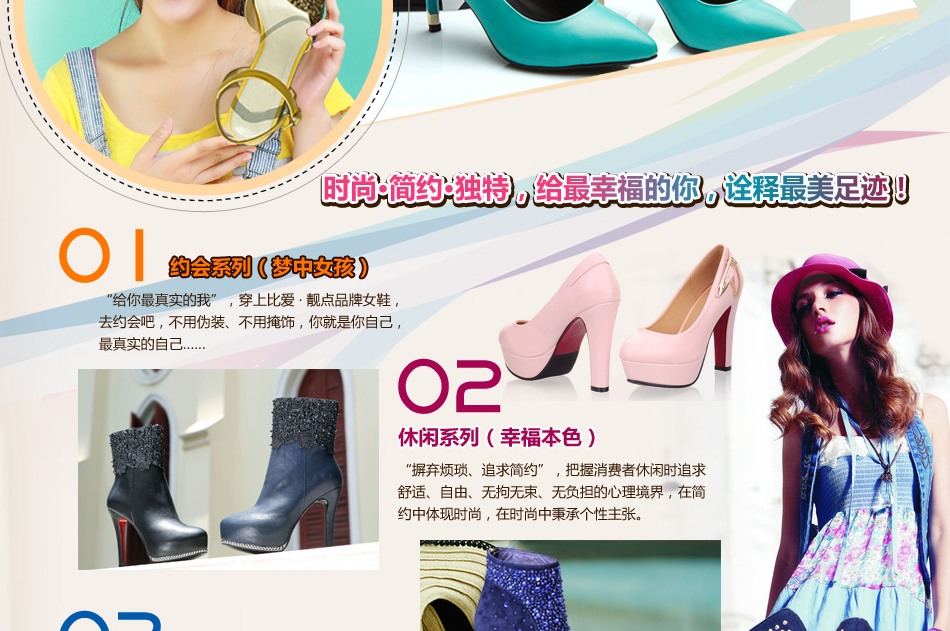 时尚·简约·独特，给最幸福的你，诠释最美足迹！
01
约会系列（梦中女孩）
“给你最真实的我”，穿上比爱·靓点品牌女鞋，
去约会吧，不用伪装、不用掩饰，你就是你自己，
最真实的自己......
02
休闲系列（幸福本色）
“摒弃烦琐、追求简约”，把握消费者休闲时追求
舒适、自由、无拘无束、无负担的心理境界，在简
约中体现时尚，在时尚中秉承个性主张。